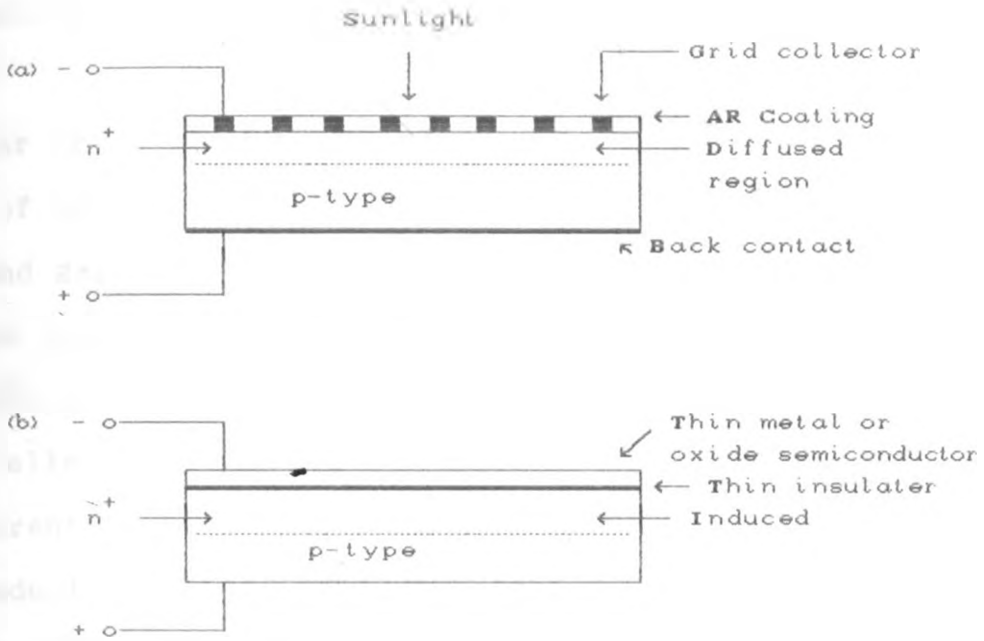 Sunlight
Grid collector
(a) - o
AR Coating
n+
Diffused
region
p-type
Back contact
+ o
(b) - o
Thin metal or
oxide semiconductor
Thin insulater
n+
Induced
p-type
+ o